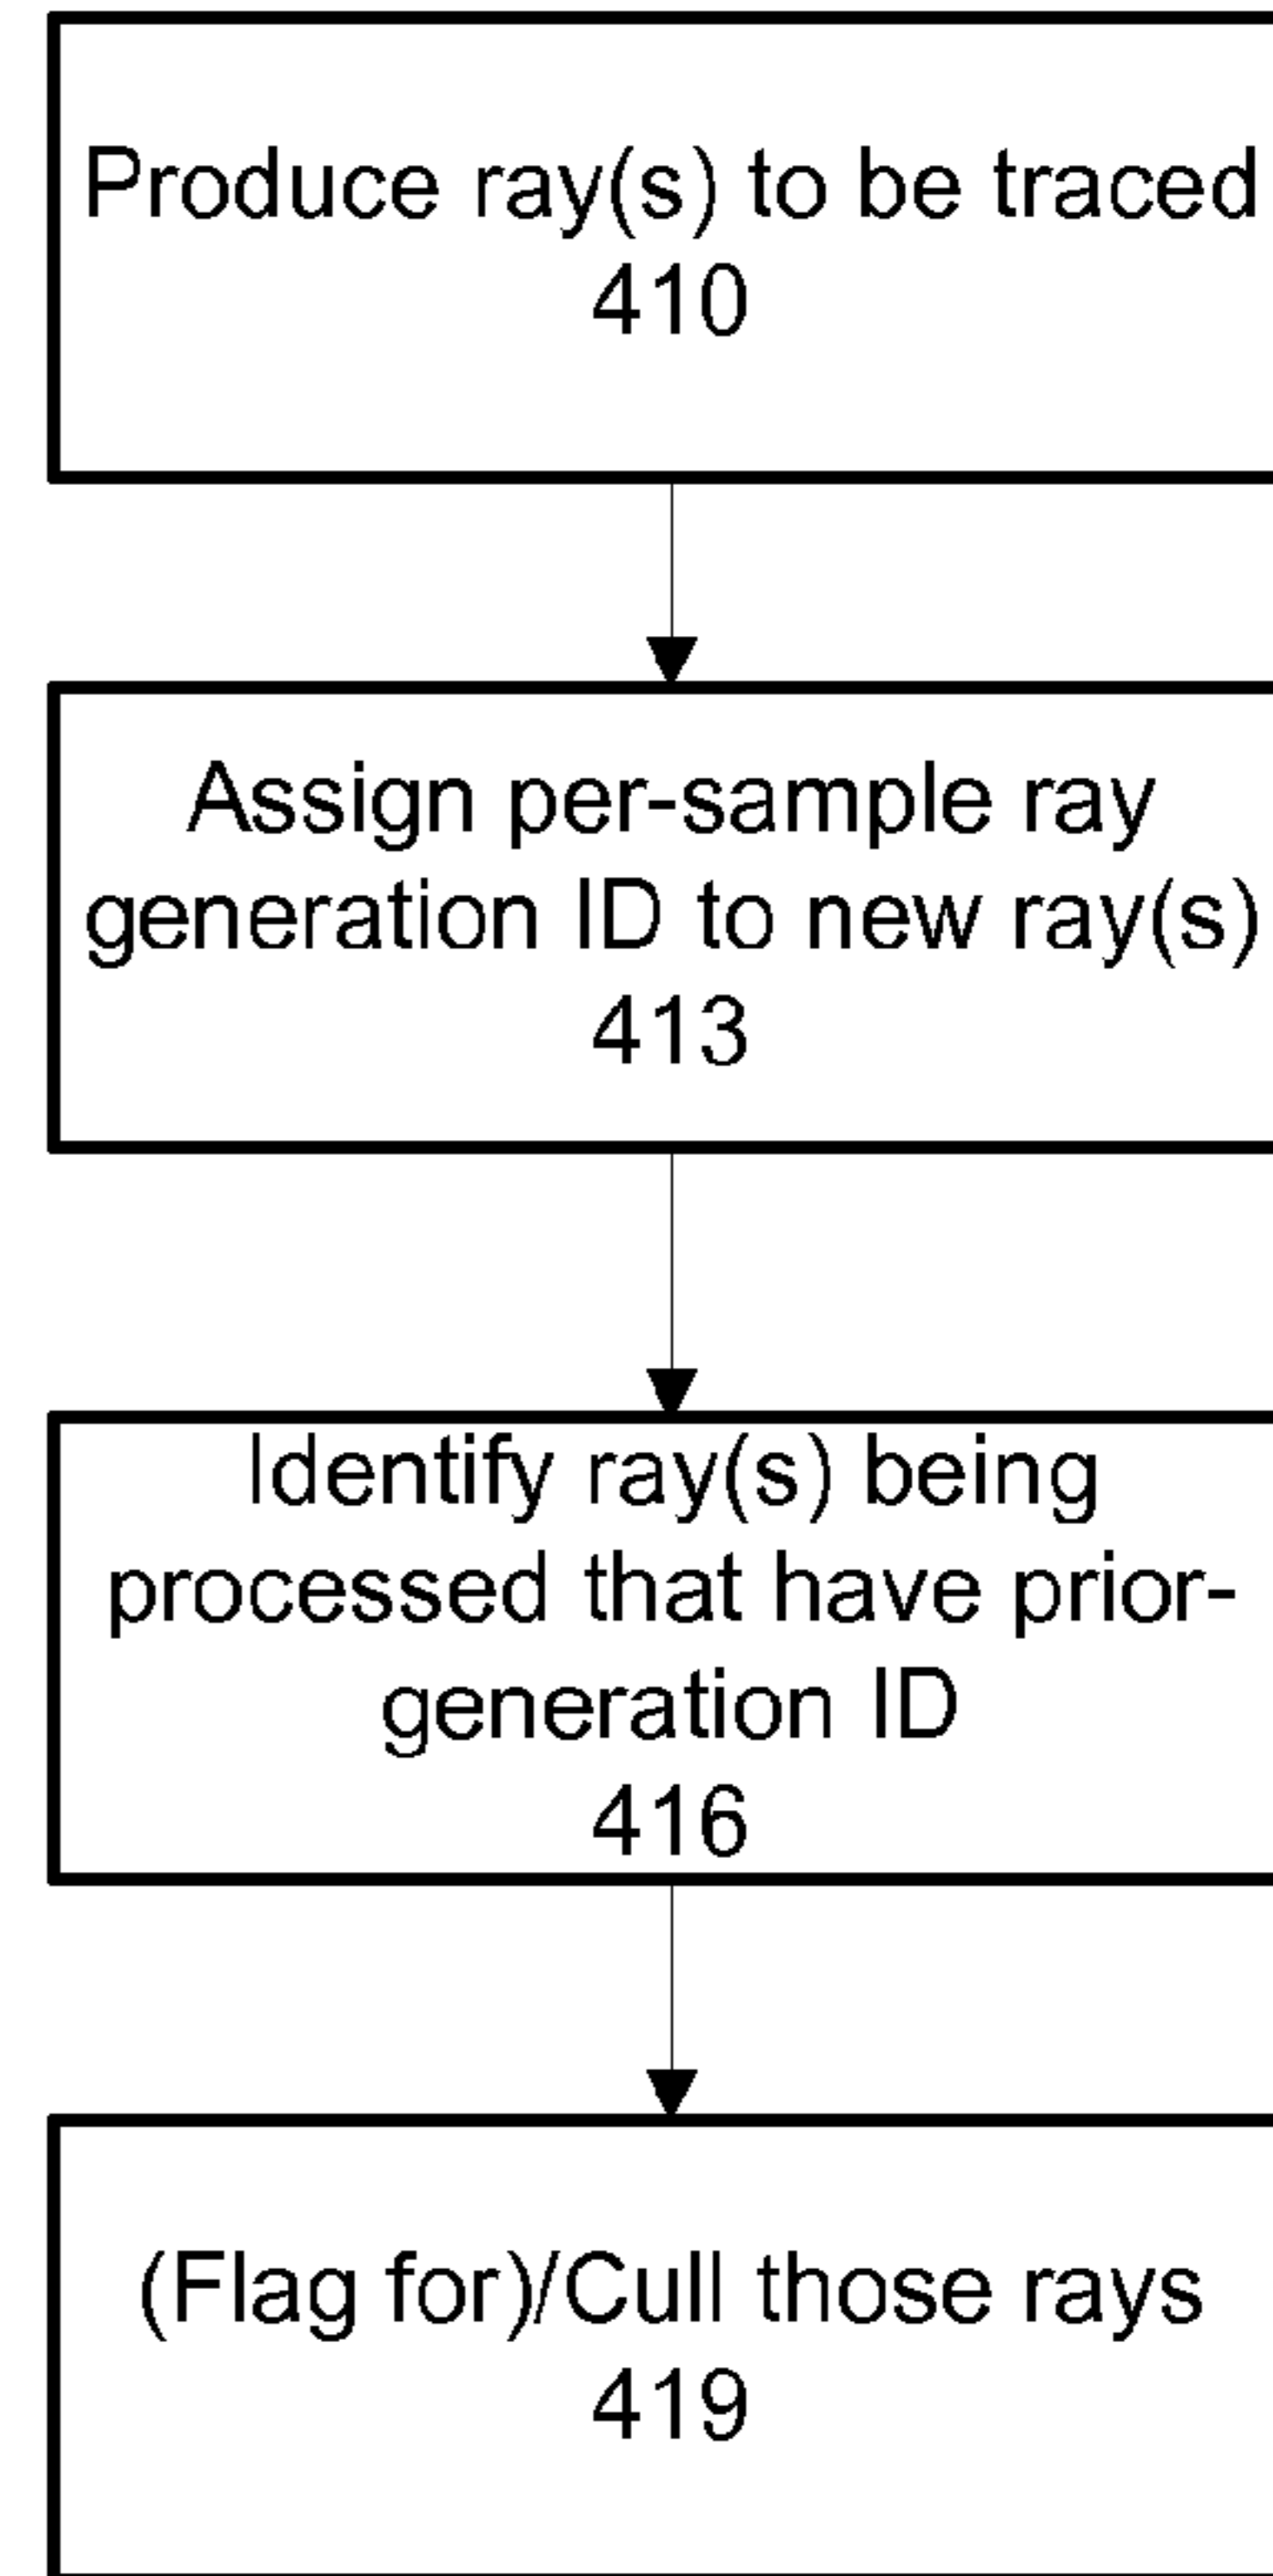 Produce ray(s) to be traced
410
Assign per-sample ray
generation ID to new ray(s)
413
Identify ray(s) being
processed that have prior-
generation ID
416
(Flag for)/Cull those rays
419